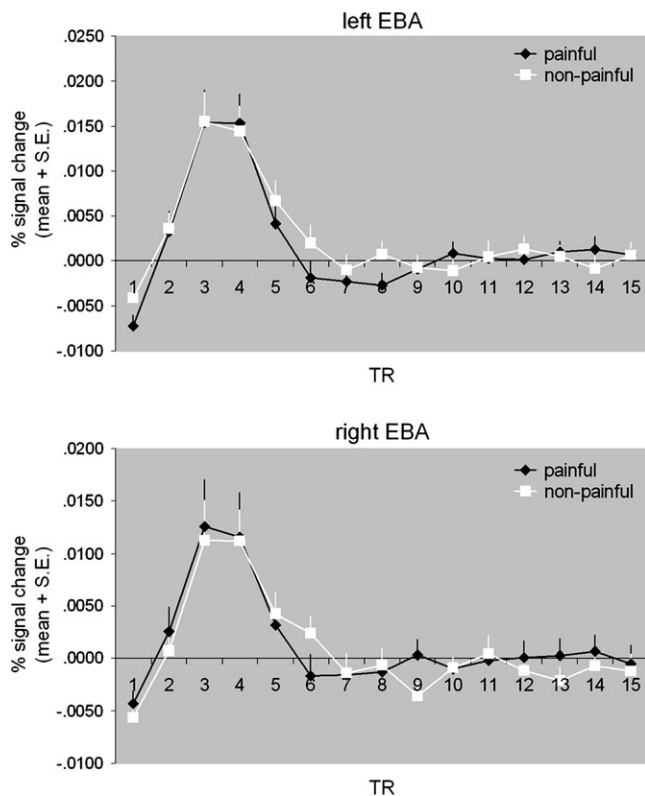 left EBA
painful
non-painful
% signal change
(mean + S.E.)
.0250
.0200
.0150
.0100
.0050
.0000
-.0050
-.0100
1 2 3 4 5 6 7 8 9 10 11 12 13 14 15
TR
right EBA
painful
non-painful
% signal change
(mean + S.E.)
.0200
.0150
.0100
.0050
.0000
-.0050
-.0100
1 2 3 4 5 6 7 8 9 10 11 12 13 14 15
TR